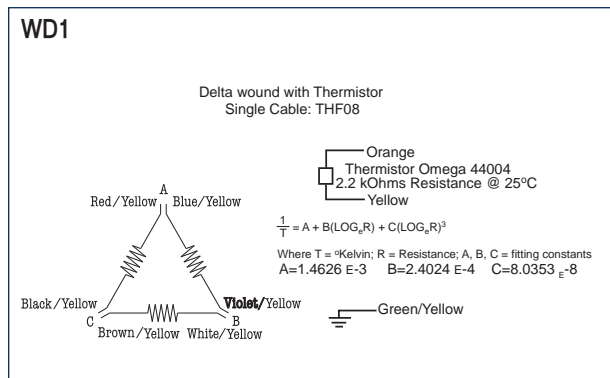 WD1
Delta wound with Thermistor
Single Cable: THF08
Orange
Thermistor Omega 44004
2.2 kOhms Resistance @ 25°C
Yellow
A
Red/Yellow Blue/Yellow
1/T = A + B(LOGeR) + C(LOGeR)³
Where T = °Kelvin; R = Resistance; A, B, C = fitting constants
A=1.4626 E-3 B=2.4024 E-4 C=8.0353 E-8
Black/Yellow Violet/Yellow
C B
Brown/Yellow White/Yellow
Green/Yellow